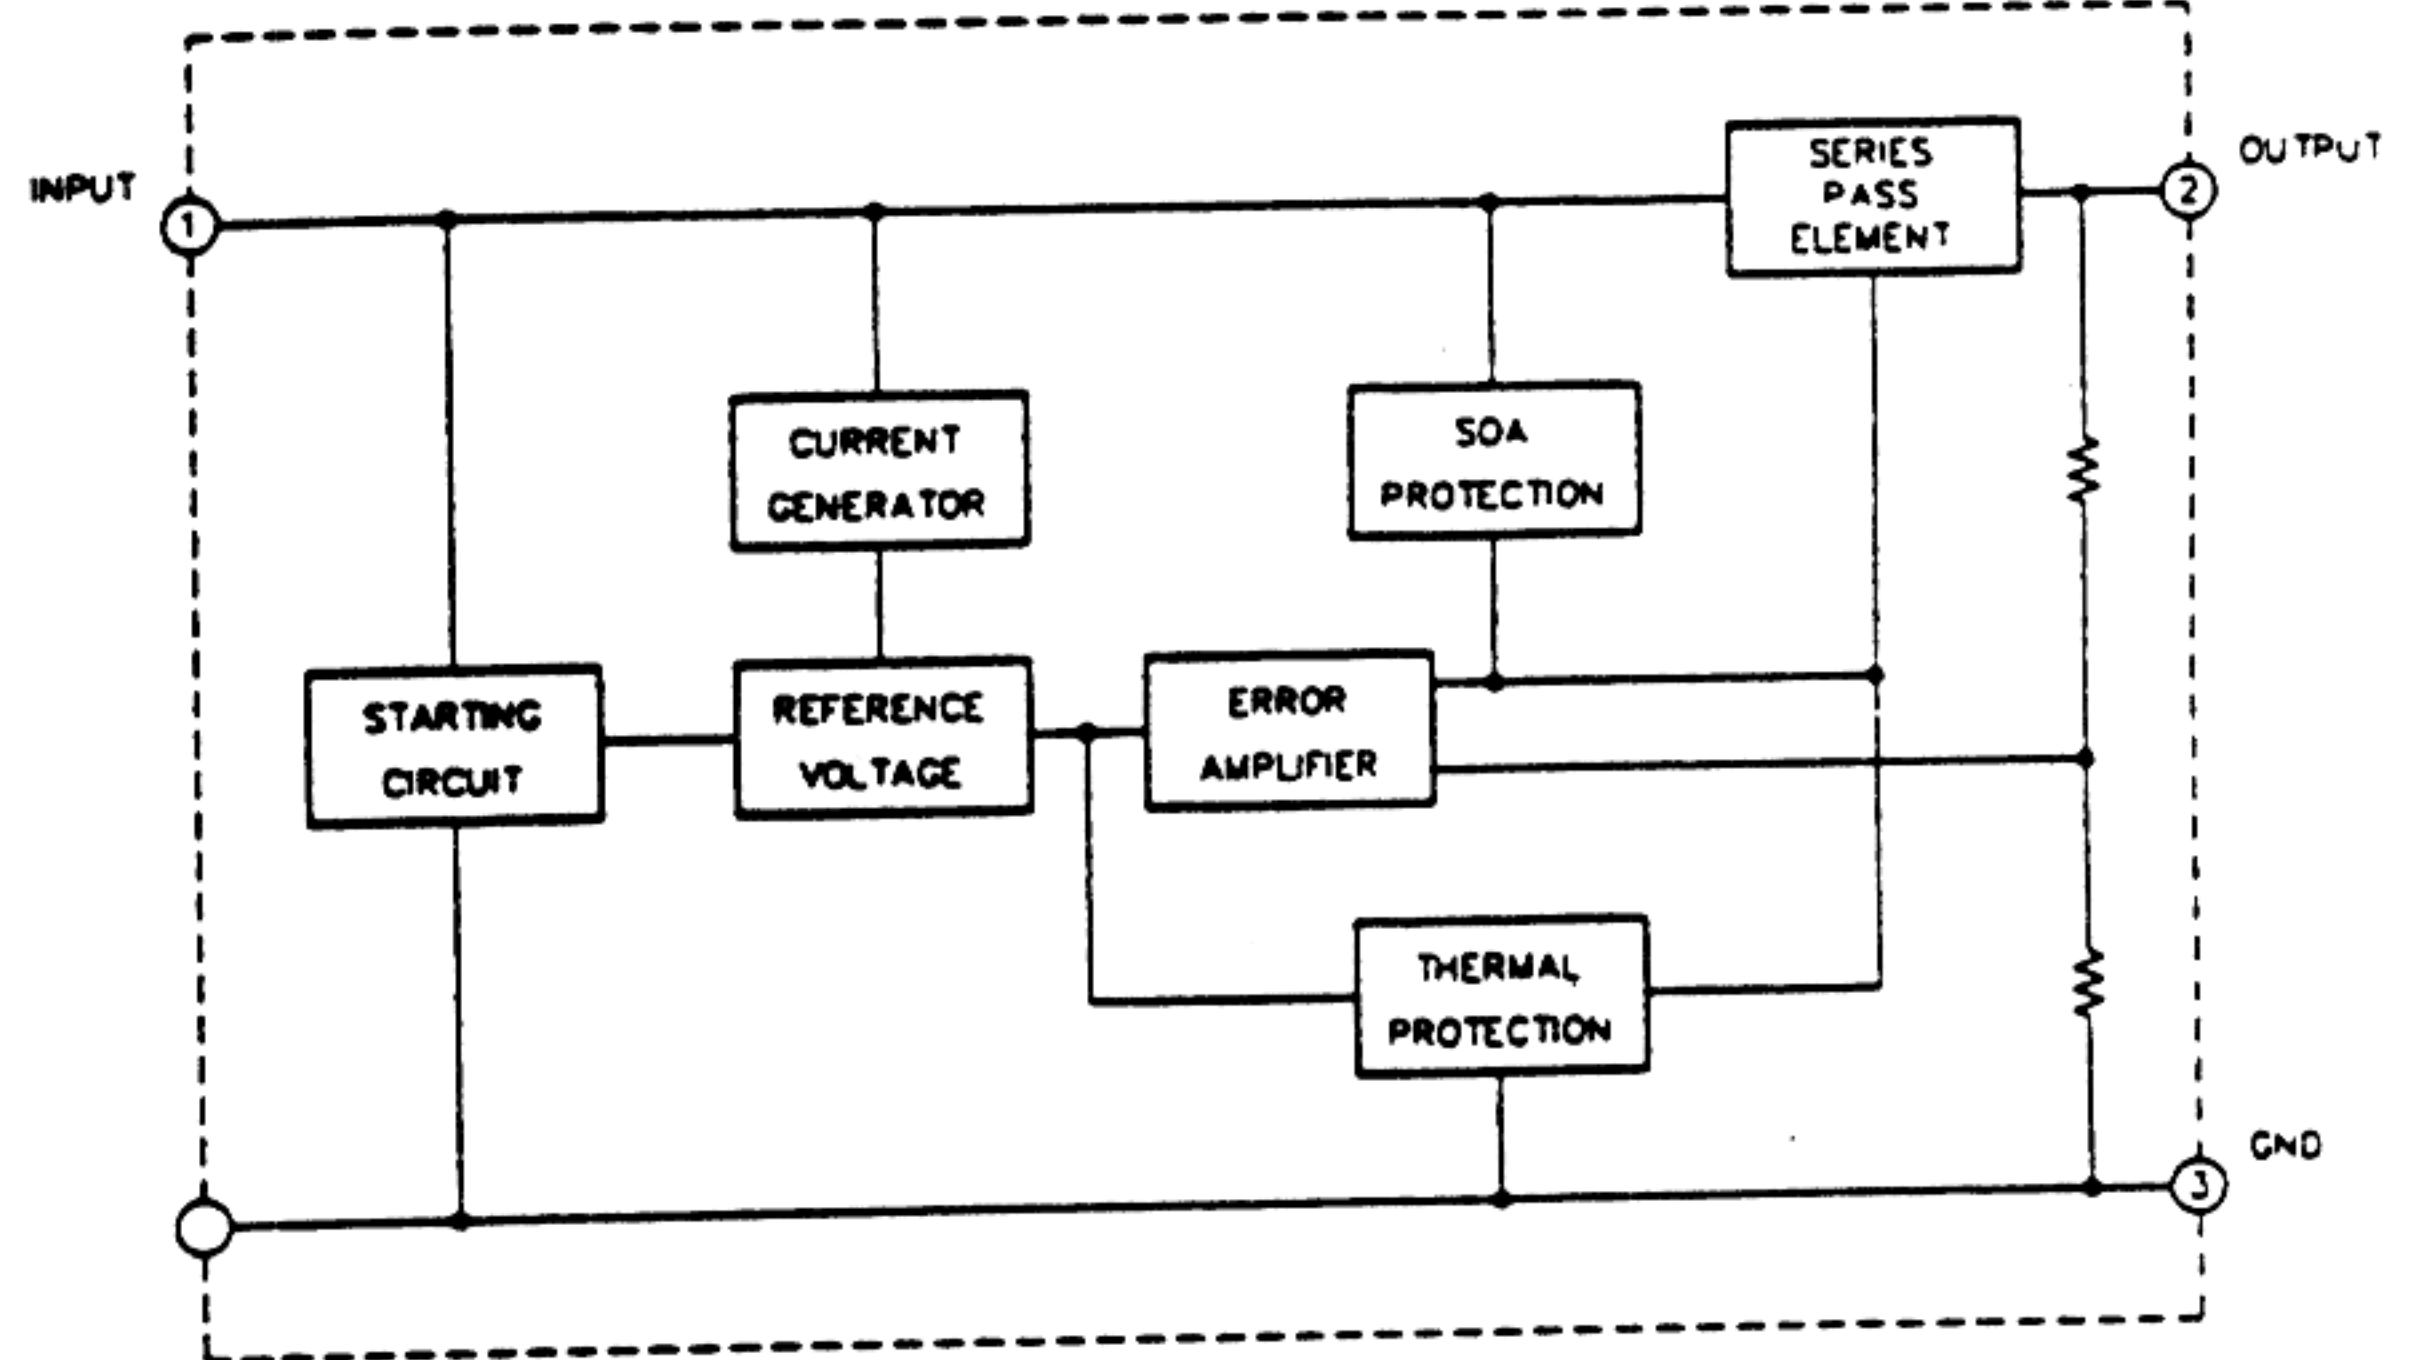 OUTPUT
SERIES
PASS
ELEMENT
INPUT
1
2
CURRENT
GENERATOR
SOA
PROTECTION
STARTING
CIRCUIT
REFERENCE
VOLTAGE
ERROR
AMPLIFIER
THERMAL
PROTECTION
GND
3